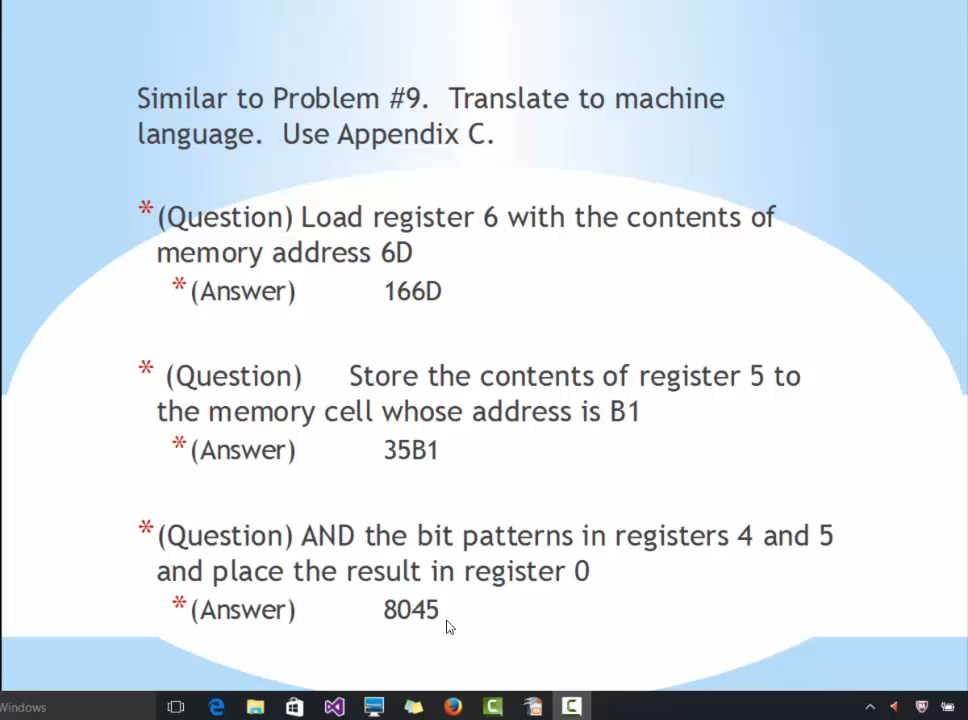 Similar to Problem #9.  Translate to machine
language.  Use Appendix C.
* (Question) Load register 6 with the contents of
memory address 6D
* (Answer) 166D
* (Question) Store the contents of register 5 to
the memory cell whose address is B1
* (Answer) 35B1
* (Question) AND the bit patterns in registers 4 and 5
and place the result in register 0
* (Answer) 8045
Windows